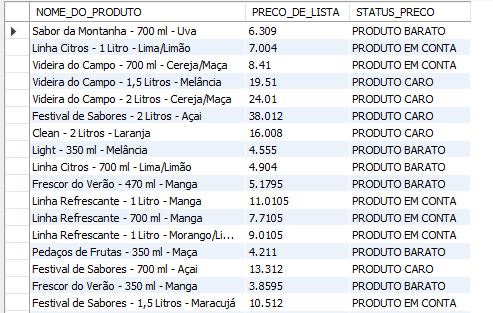 NOME_DO_PRODUTO PRECO_DE_LISTA STATUS_PRECO
Sabor da Montanha - 700 ml - Uva 6.309 PRODUTO BARATO
Linha Citros - 1 Litro - Lima/Limão 7.004 PRODUTO EM CONTA
Videira do Campo - 700 ml - Cereja/Maça 8.41 PRODUTO EM CONTA
Videira do Campo - 1,5 Litros - Melância 19.51 PRODUTO CARO
Videira do Campo - 2 Litros - Cereja/Maça 24.01 PRODUTO CARO
Festival de Sabores - 2 Litros - Açai 38.012 PRODUTO CARO
Clean - 2 Litros - Laranja 16.008 PRODUTO CARO
Light - 350 ml - Melância 4.555 PRODUTO BARATO
Linha Citros - 700 ml - Lima/Limão 4.904 PRODUTO BARATO
Frescor do Verão - 470 ml - Manga 5.1795 PRODUTO BARATO
Linha Refrescante - 1 Litro - Manga 11.0105 PRODUTO EM CONTA
Linha Refrescante - 700 ml - Manga 7.7105 PRODUTO EM CONTA
Linha Refrescante - 1 Litro - Morango/Li... 9.0105 PRODUTO EM CONTA
Pedaços de Frutas - 350 ml - Maça 4.211 PRODUTO BARATO
Festival de Sabores - 700 ml - Açai 13.312 PRODUTO CARO
Frescor do Verão - 350 ml - Manga 3.8595 PRODUTO BARATO
Festival de Sabores - 1,5 Litros - Maracujá 10.512 PRODUTO EM CONTA